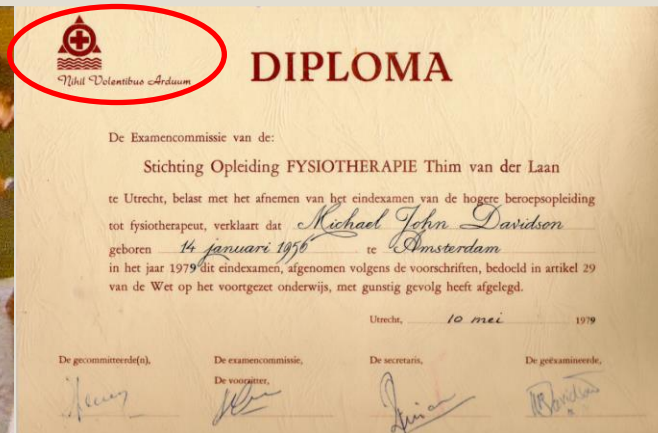 Nihil Volentibus Arduum
DIPLOMA
De Examencommissie van de:
Stichting Opleiding FYSIOTHERAPIE Thim van der Laan
te Utrecht, belast met het afnemen van het eindexamen van de hogere beroepsopleiding
tot fysiotherapeut, verklaart dat Michael John Davidson
geboren 14 januari 1956 te Amsterdam
in het jaar 1979 dit eindexamen, afgenomen volgens de voorschriften, bedoeld in artikel 29
van de Wet op het voortgezet onderwijs, met gunstig gevolg heeft afgelegd.
Utrecht, 10 mei 1979
De gecommitteerde(n), De examencommissie, De secretaris, De geëxamineerde,
De voorzitter,